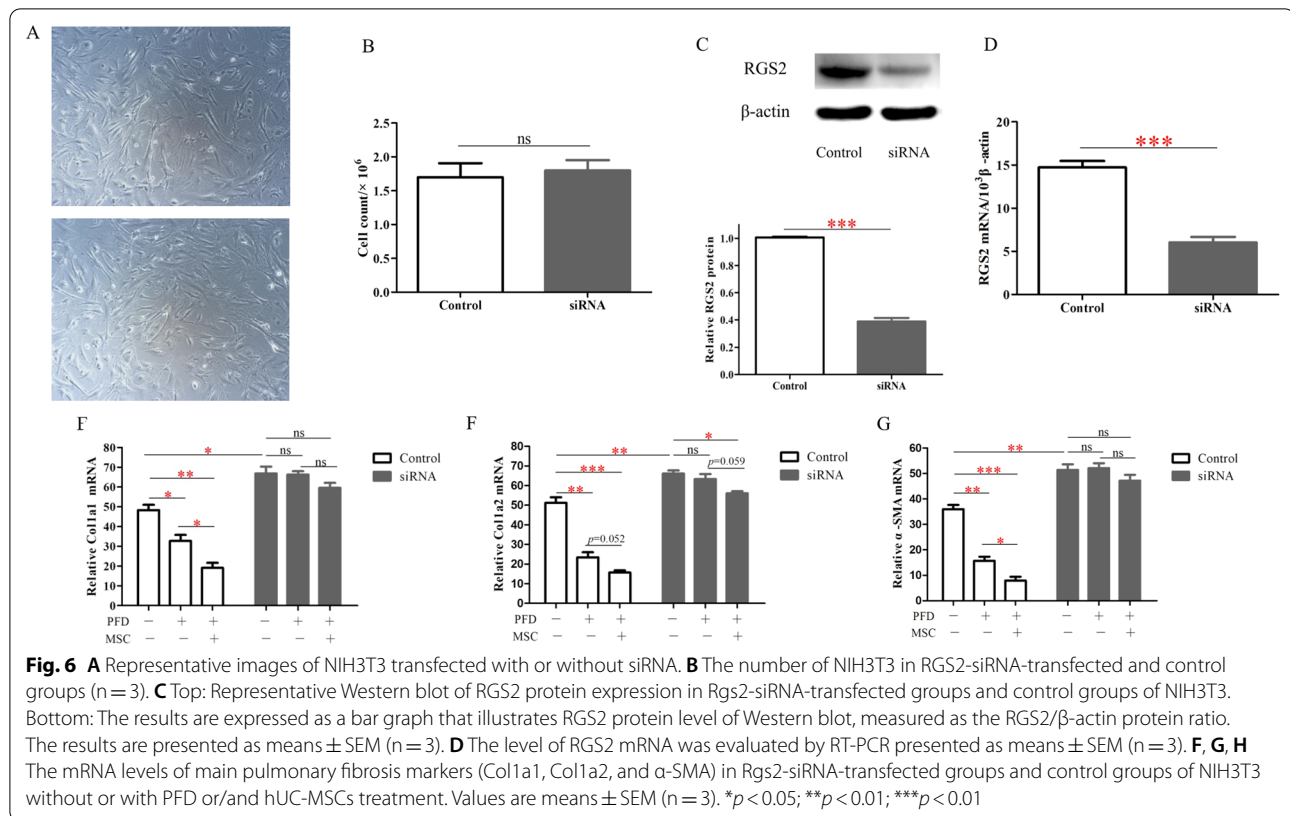 A
B
Cell count/× 10⁶
2.5
2.0
1.5
1.0
0.5
0.0
ns
Control siRNA
C
RGS2
β-actin
Control siRNA
Relative RGS2 protein
1.0
0.8
0.6
0.4
0.2
0.0
***
Control siRNA
D
RGS2 mRNA/10³β -actin
20
15
10
5
0
***
Control siRNA
F
Relative Col1a1 mRNA
80
70
60
50
40
30
20
10
0
*
**
*
*
ns
ns
ns
Control
siRNA
PFD − + + − + +
MSC − − + − − +
F
Relative Col1a2 mRNA
80
70
60
50
40
30
20
10
0
**
***
**
p=0.052
*
ns
p=0.059
Control
siRNA
PFD − + + − + +
MSC − − + − − +
G
Relative α -SMA mRNA
60
50
40
30
20
10
0
**
***
**
*
ns
ns
ns
Control
siRNA
PFD − + + − + +
MSC − − + − − +
Fig. 6 A Representative images of NIH3T3 transfected with or without siRNA. B The number of NIH3T3 in RGS2-siRNA-transfected and control
groups (n = 3). C Top: Representative Western blot of RGS2 protein expression in Rgs2-siRNA-transfected groups and control groups of NIH3T3.
Bottom: The results are expressed as a bar graph that illustrates RGS2 protein level of Western blot, measured as the RGS2/β-actin protein ratio.
The results are presented as means ± SEM (n = 3). D The level of RGS2 mRNA was evaluated by RT-PCR presented as means ± SEM (n = 3). F, G, H
The mRNA levels of main pulmonary fibrosis markers (Col1a1, Col1a2, and α-SMA) in Rgs2-siRNA-transfected groups and control groups of NIH3T3
without or with PFD or/and hUC-MSCs treatment. Values are means ± SEM (n = 3). *p < 0.05; **p < 0.01; ***p < 0.01